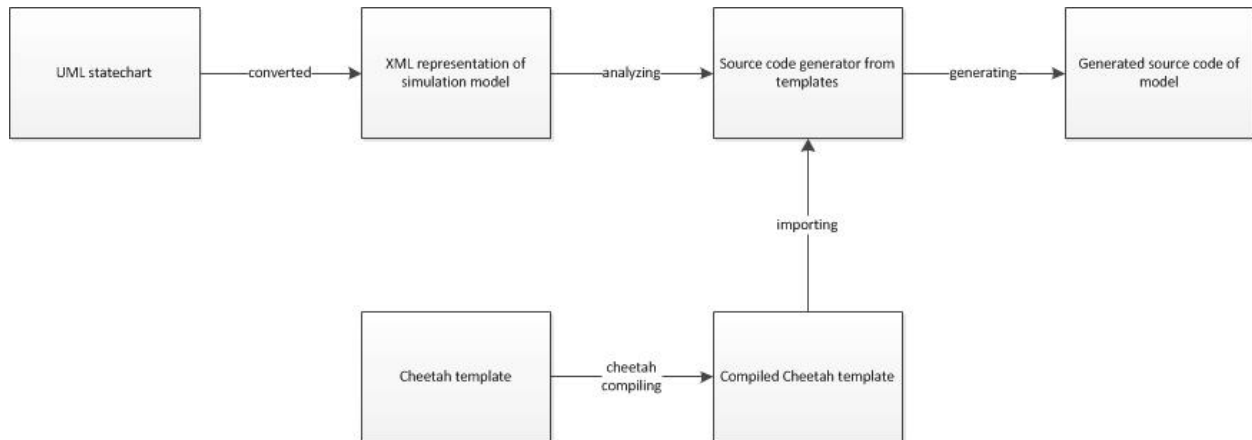 UML statechart
converted
XML representation of
simulation model
analyzing
Source code generator from
templates
generating
Generated source code of
model
importing
Cheetah template
cheetah
compiling
Compiled Cheetah template